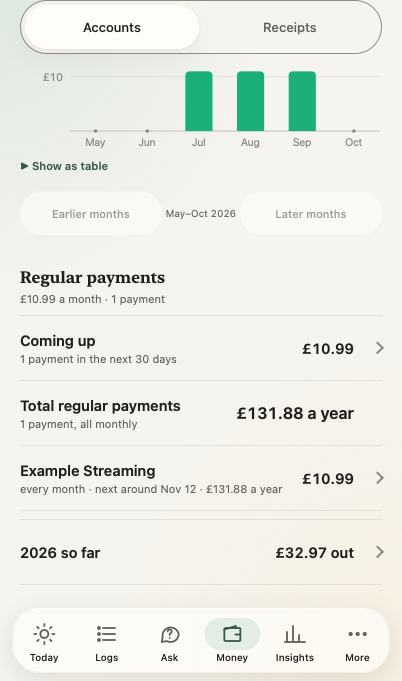 Accounts
Receipts
£10
May Jun Jul Aug Sep Oct
Show as table
Earlier months
May–Oct 2026
Later months
Regular payments
£10.99 a month · 1 payment
Coming up
1 payment in the next 30 days
£10.99
Total regular payments
1 payment, all monthly
£131.88 a year
Example Streaming
every month · next around Nov 12 · £131.88 a year
£10.99
2026 so far
£32.97 out
Today
Logs
Ask
Money
Insights
More